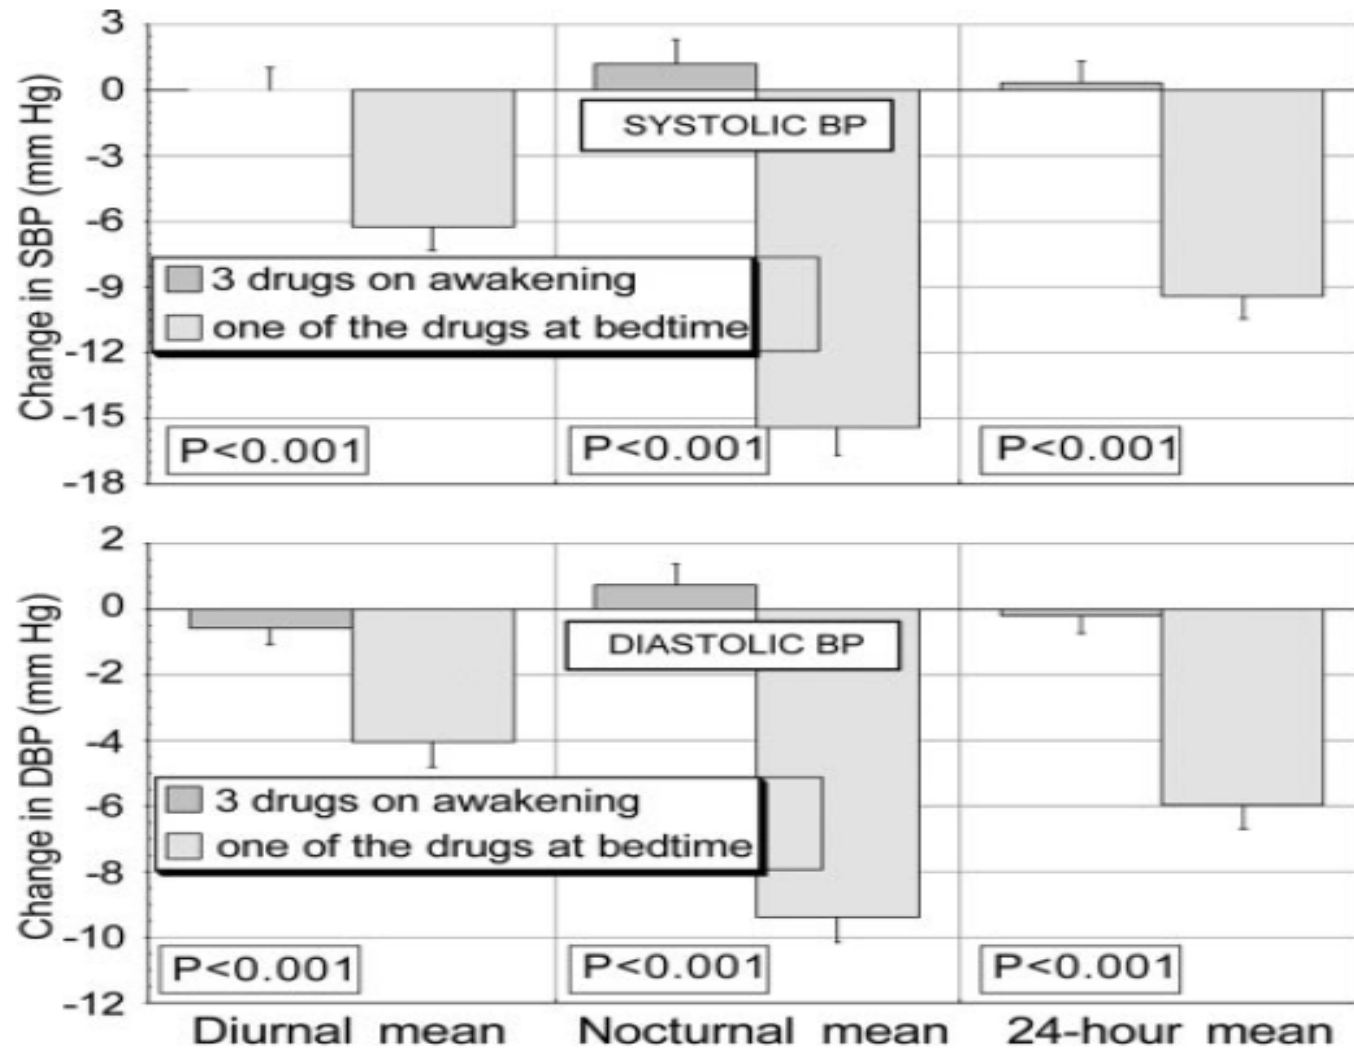 Change in SBP (mm Hg)
3
0
-3
-6
-9
-12
-15
-18
SYSTOLIC BP
3 drugs on awakening
one of the drugs at bedtime
P<0.001
P<0.001
P<0.001
Change in DBP (mm Hg)
2
0
-2
-4
-6
-8
-10
-12
DIASTOLIC BP
3 drugs on awakening
one of the drugs at bedtime
P<0.001
P<0.001
P<0.001
Diurnal mean
Nocturnal mean
24-hour mean